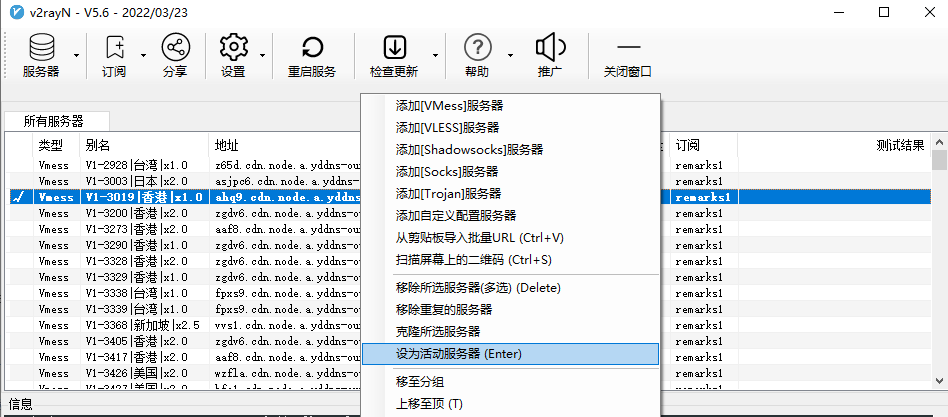 v2rayN - V5.6 - 2022/03/23
服务器 订阅 分享 设置 重启服务 检查更新 帮助 推广 关闭窗口
所有服务器
类型 别名 地址 订阅 测试结果
Vmess V1-2928|台湾|x1.0 z65d.cdn.node.a.yddns-ou remarks1
Vmess V1-3003|日本|x2.0 asjpc6.cdn.node.a.yddns- remarks1
✓ Vmess V1-3019|香港|x1.0 ahq9.cdn.node.a.yddns remarks1
Vmess V1-3200|香港|x2.0 zgdv6.cdn.node.a.yddns-o remarks1
Vmess V1-3273|香港|x2.0 aaf8.cdn.node.a.yddns-ou remarks1
Vmess V1-3290|香港|x1.0 zgdv6.cdn.node.a.yddns-o remarks1
Vmess V1-3328|香港|x2.0 zgdv6.cdn.node.a.yddns-o remarks1
Vmess V1-3329|香港|x1.0 zgdv6.cdn.node.a.yddns-o remarks1
Vmess V1-3338|台湾|x1.0 fpxs9.cdn.node.a.yddns-o remarks1
Vmess V1-3339|台湾|x1.0 fpxs9.cdn.node.a.yddns-o remarks1
Vmess V1-3368|新加坡|x2.5 vvs1.cdn.node.a.yddns-ou remarks1
Vmess V1-3405|香港|x2.0 zgdv6.cdn.node.a.yddns-o remarks1
Vmess V1-3417|香港|x2.0 aaf8.cdn.node.a.yddns-ou remarks1
Vmess V1-3426|美国|x2.0 wzf1a.cdn.node.a.yddns-o remarks1
Vmess V1-3427|美国|x2.0 remarks1
添加[VMess]服务器
添加[VLESS]服务器
添加[Shadowsocks]服务器
添加[Socks]服务器
添加[Trojan]服务器
添加自定义配置服务器
从剪贴板导入批量URL (Ctrl+V)
扫描屏幕上的二维码 (Ctrl+S)
移除所选服务器(多选) (Delete)
移除重复的服务器
克隆所选服务器
设为活动服务器 (Enter)
移至分组
上移至顶 (T)
信息